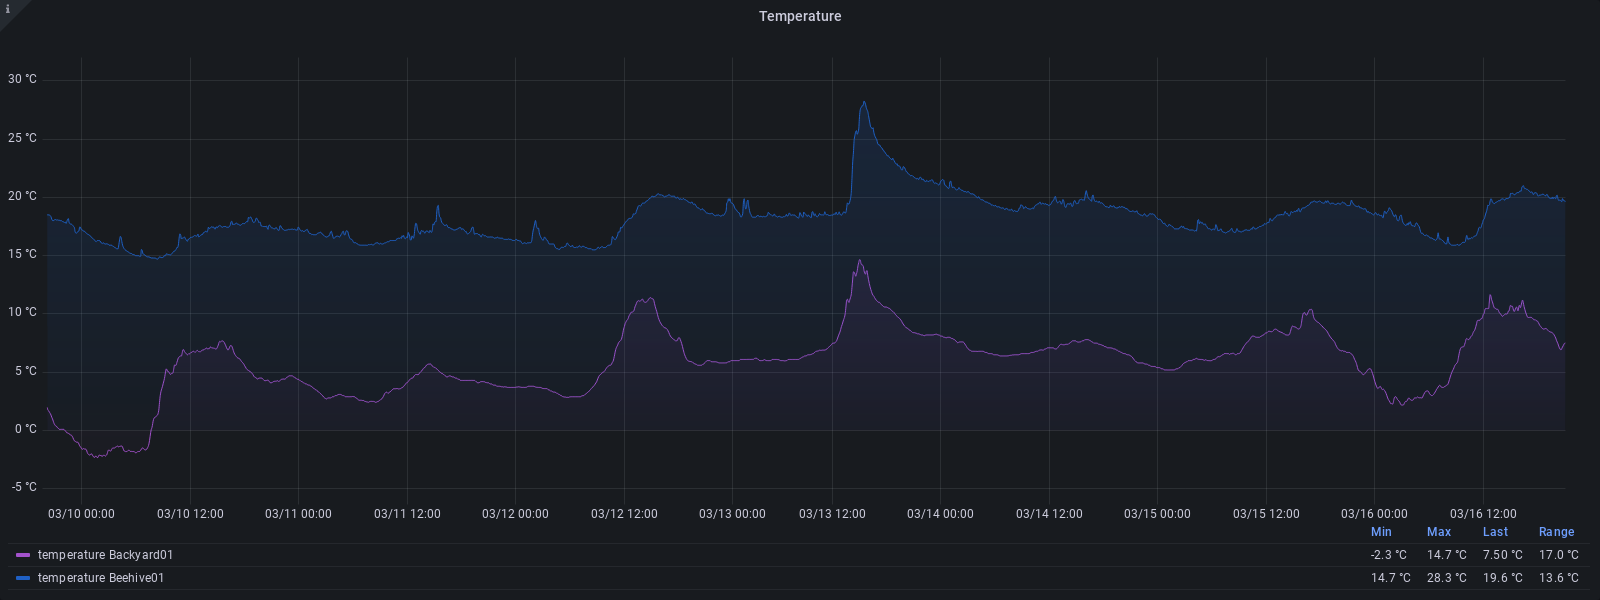 i
Temperature
30 °C
25 °C
20 °C
15 °C
10 °C
5 °C
0 °C
-5 °C
03/10 00:00 03/10 12:00 03/11 00:00 03/11 12:00 03/12 00:00 03/12 12:00 03/13 00:00 03/13 12:00 03/14 00:00 03/14 12:00 03/15 00:00 03/15 12:00 03/16 00:00 03/16 12:00
Min Max Last Range
temperature Backyard01 -2.3 °C 14.7 °C 7.50 °C 17.0 °C
temperature Beehive01 14.7 °C 28.3 °C 19.6 °C 13.6 °C